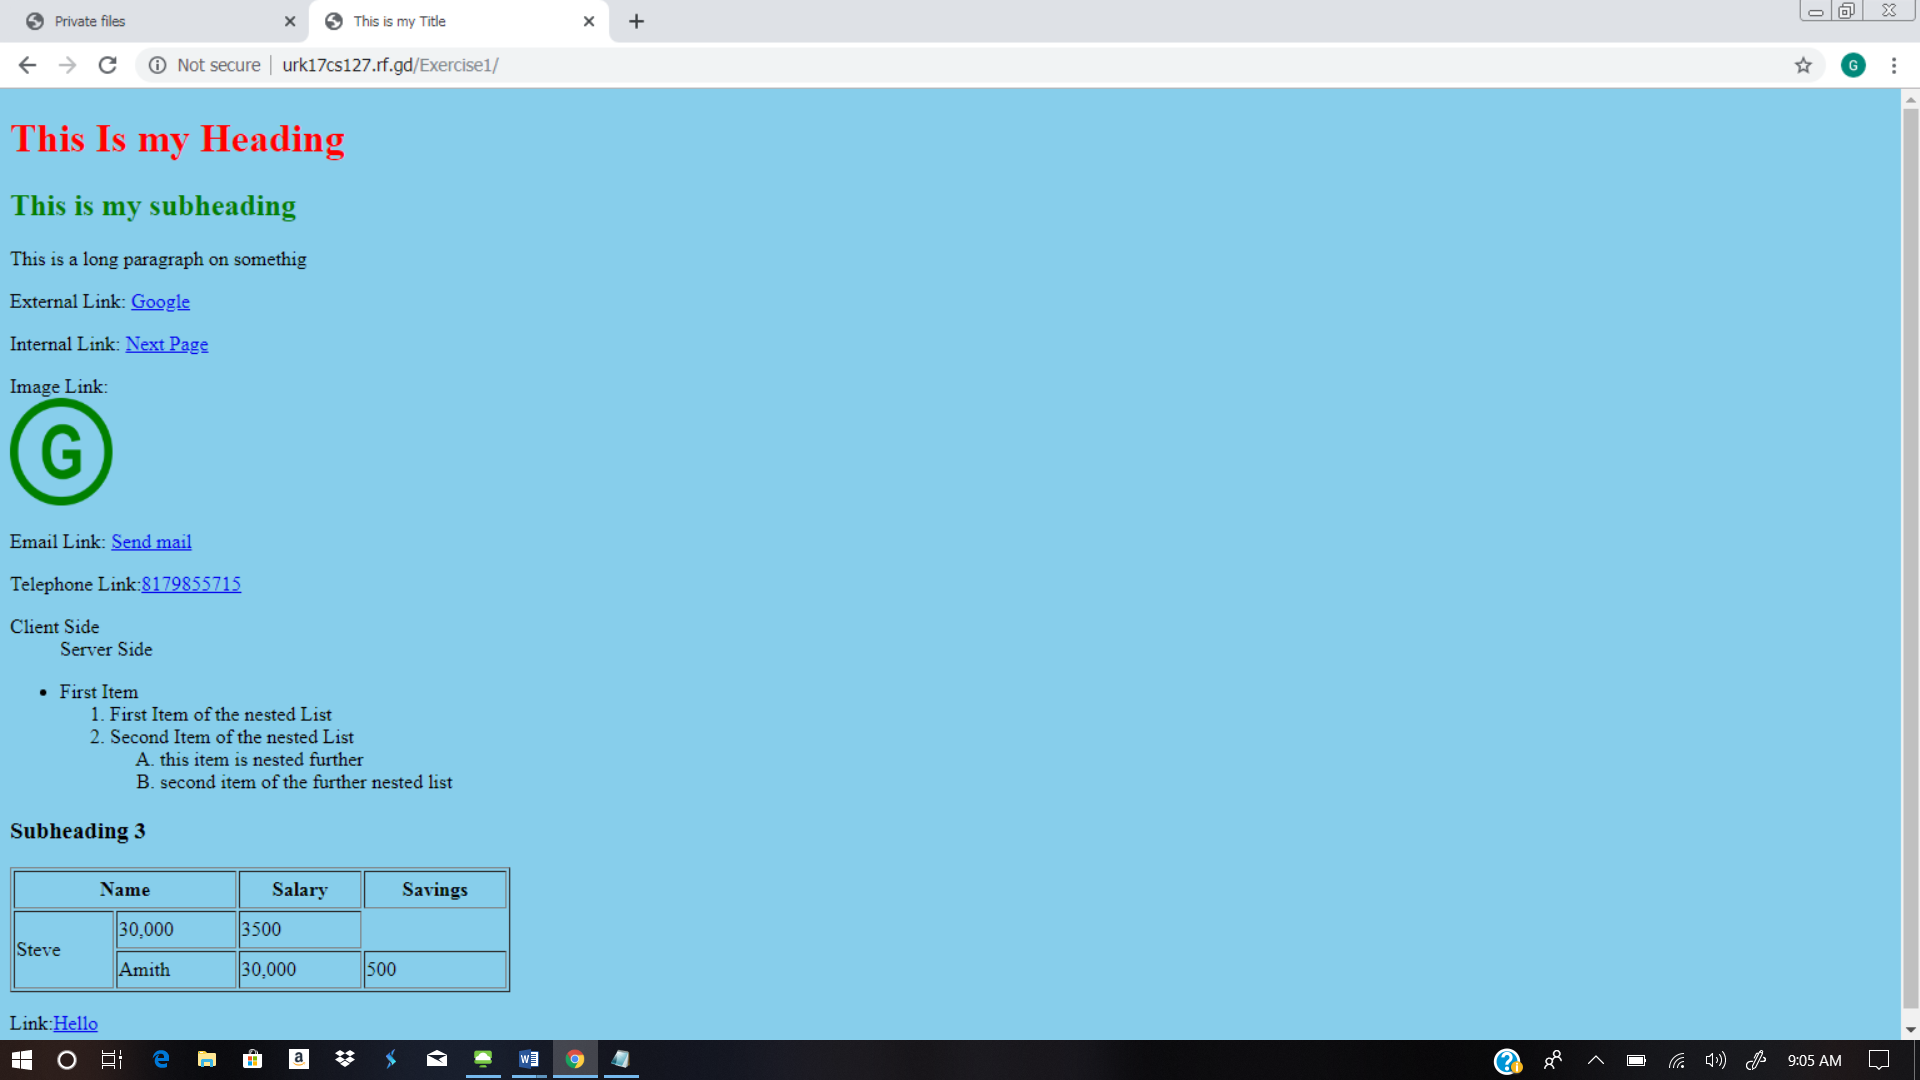 Private files
This is my Title
Not secure urk17cs127.rf.gd/Exercise1/
G
This Is my Heading
This is my subheading
This is a long paragraph on somethig
External Link: Google
Internal Link: Next Page
Image Link:
G
Email Link: Send mail
Telephone Link:8179855715
Client Side
Server Side
• First Item
1. First Item of the nested List
2. Second Item of the nested List
A. this item is nested further
B. second item of the further nested list
Subheading 3
Name Salary Savings
Steve 30,000 3500
Amith 30,000 500
Link:Hello
9:05 AM